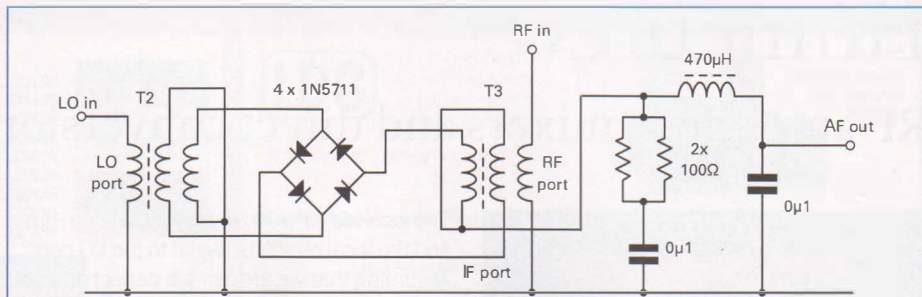 RF in
470µH
LO in
T2
4 x 1N5711
T3
AF out
LO
port
RF
port
2x
100Ω
0µ1
0µ1
IF port